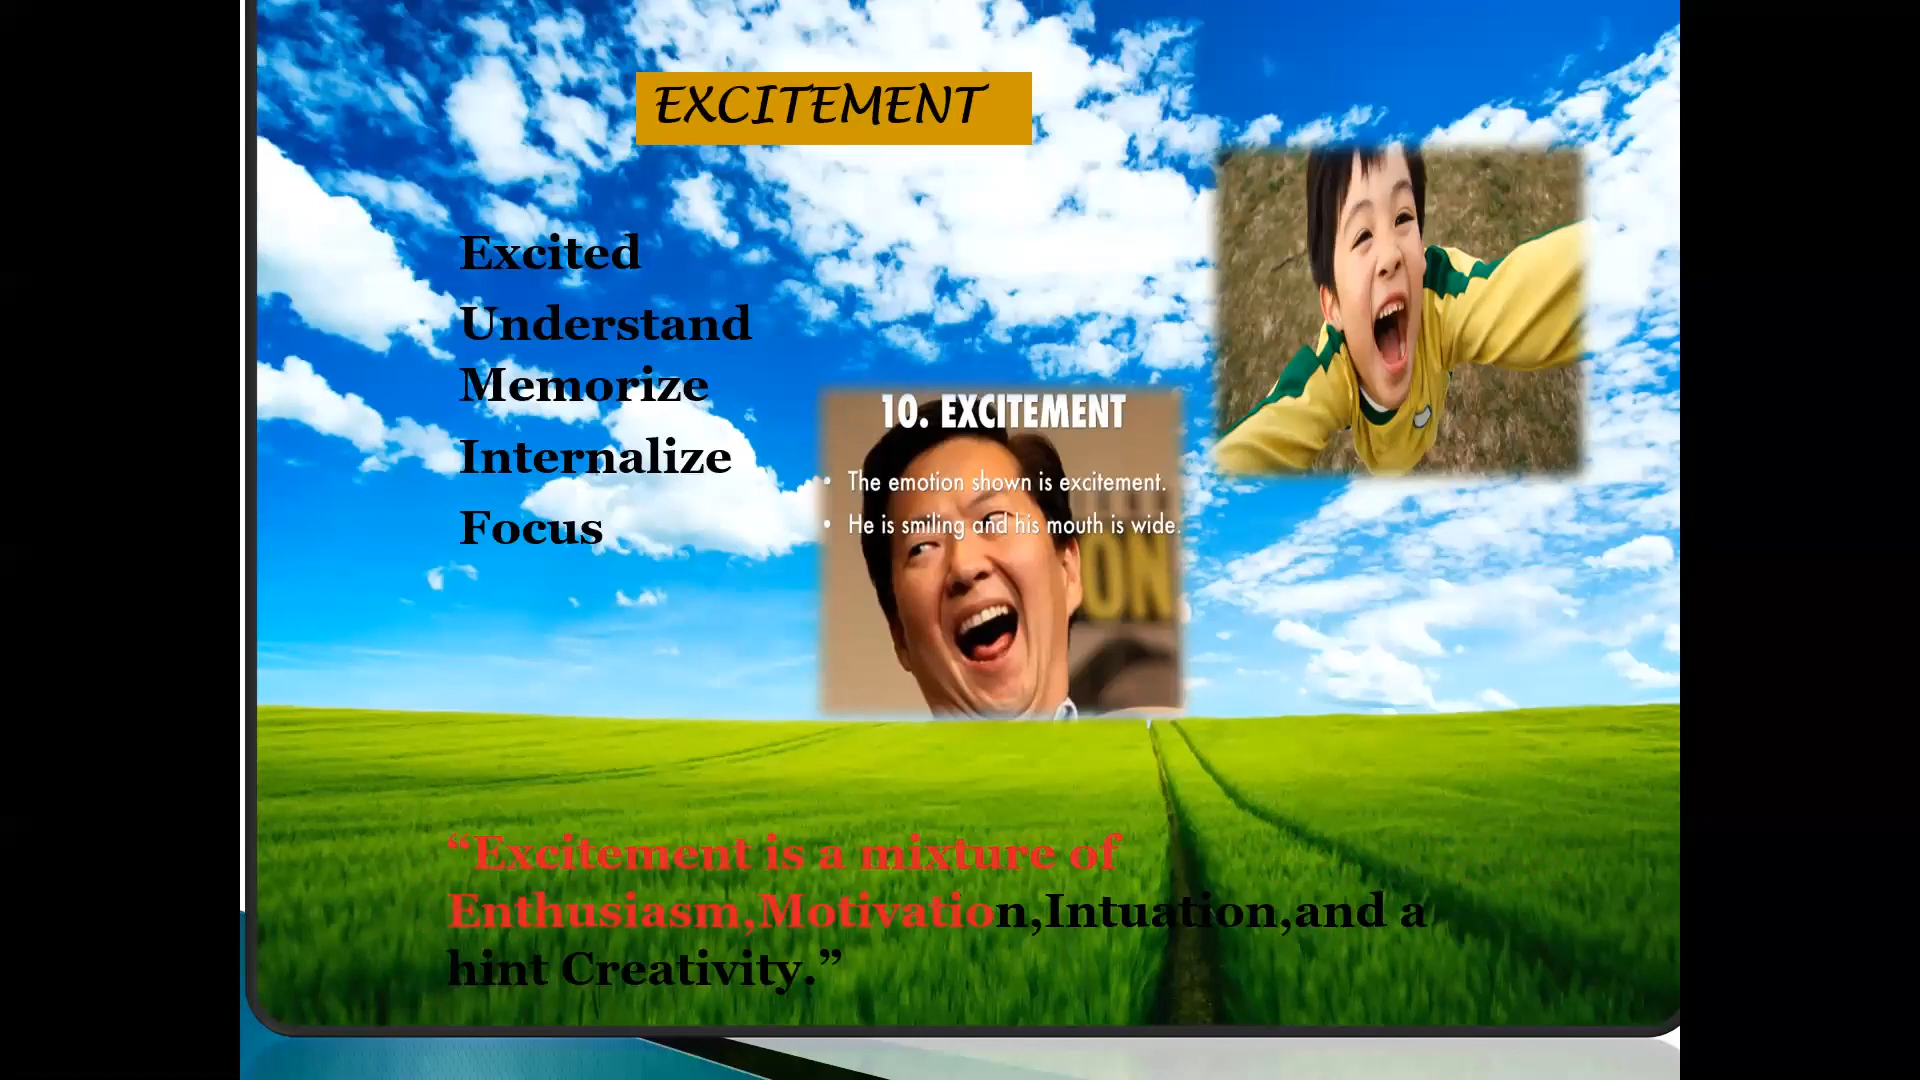 EXCITEMENT
Excited
Understand
Memorize
Internalize
Focus
10. EXCITEMENT
• The emotion shown is excitement.
• He is smiling and his mouth is wide.
ON
“Excitement is a mixture of
Enthusiasm,Motivation,Intuation,and a
hint Creativity.”